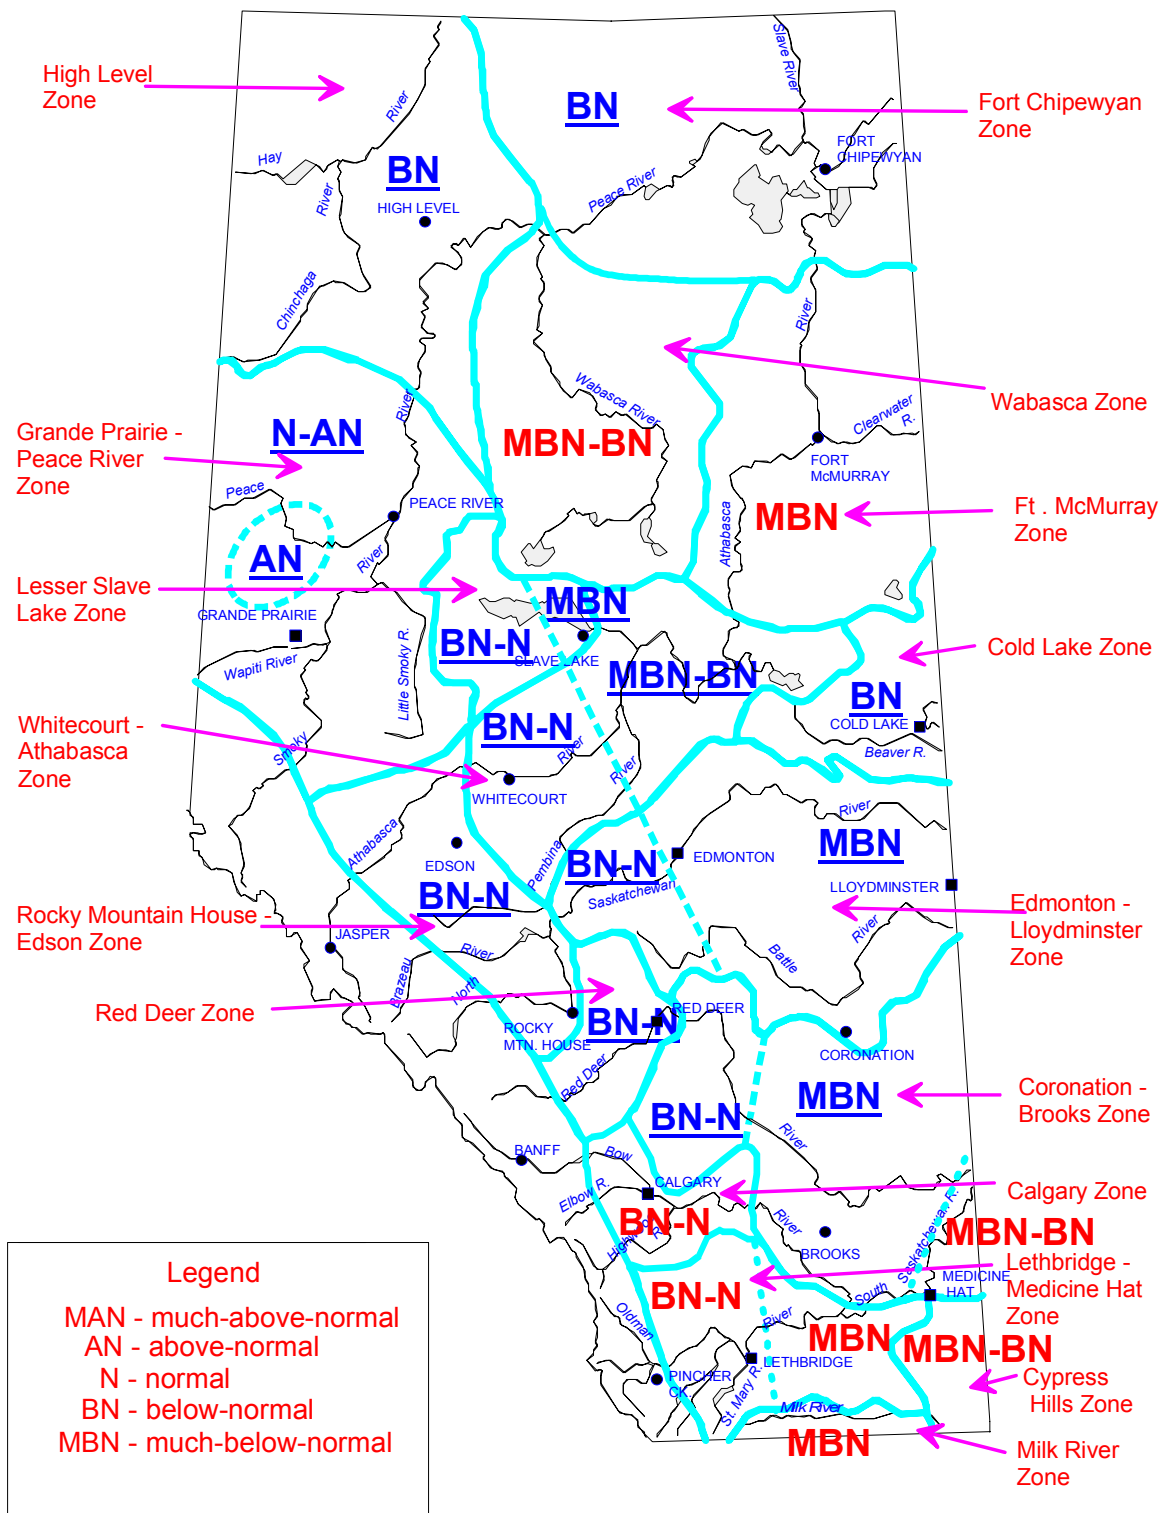 Slave River
High Level
Zone
BN
Fort Chipewyan
Zone
River
FORT
CHIPEWYAN
Hay
BN
Peace River
River
HIGH LEVEL
Chinchaga
River
Wabasca River
Wabasca Zone
River
Clearwater
R.
Grande Prairie -
Peace River
Zone
N-AN
MBN-BN
FORT
McMURRAY
Peace
PEACE RIVER
MBN
Ft . McMurray
Zone
Athabasca
AN
River
Lesser Slave
Lake Zone
MBN
GRANDE PRAIRIE
BN-N
SLAVE LAKE
Cold Lake Zone
Wapiti River
Little Smoky R.
MBN-BN
BN
COLD LAKE
Whitecourt -
Athabasca
Zone
BN-N
River
Beaver R.
Smoky
River
WHITECOURT
River
Athabasca
EDSON
Pembina
BN-N
EDMONTON
MBN
BN-N
Saskatchewan
LLOYDMINSTER
Rocky Mountain House -
Edson Zone
Edmonton -
Lloydminster
Zone
JASPER
River
River
Battle
Brazeau
North
Red Deer Zone
BN-N
RED DEER
ROCKY
MTN. HOUSE
CORONATION
Red Deer
MBN
Coronation -
Brooks Zone
BN-N
BANFF
Bow
River
Elbow R.
CALGARY
Calgary Zone
Saskatchewan R.
BN-N
Highwood
R.
River
BROOKS
MBN-BN
Legend
BN-N
Lethbridge -
Medicine Hat
Zone
MEDICINE
HAT
South
MAN - much-above-normal
AN - above-normal
N - normal
BN - below-normal
MBN - much-below-normal
Oldman
River
MBN
MBN-BN
LETHBRIDGE
PINCHER
CK.
St. Mary R.
Cypress
Hills Zone
Milk River
MBN
Milk River
Zone